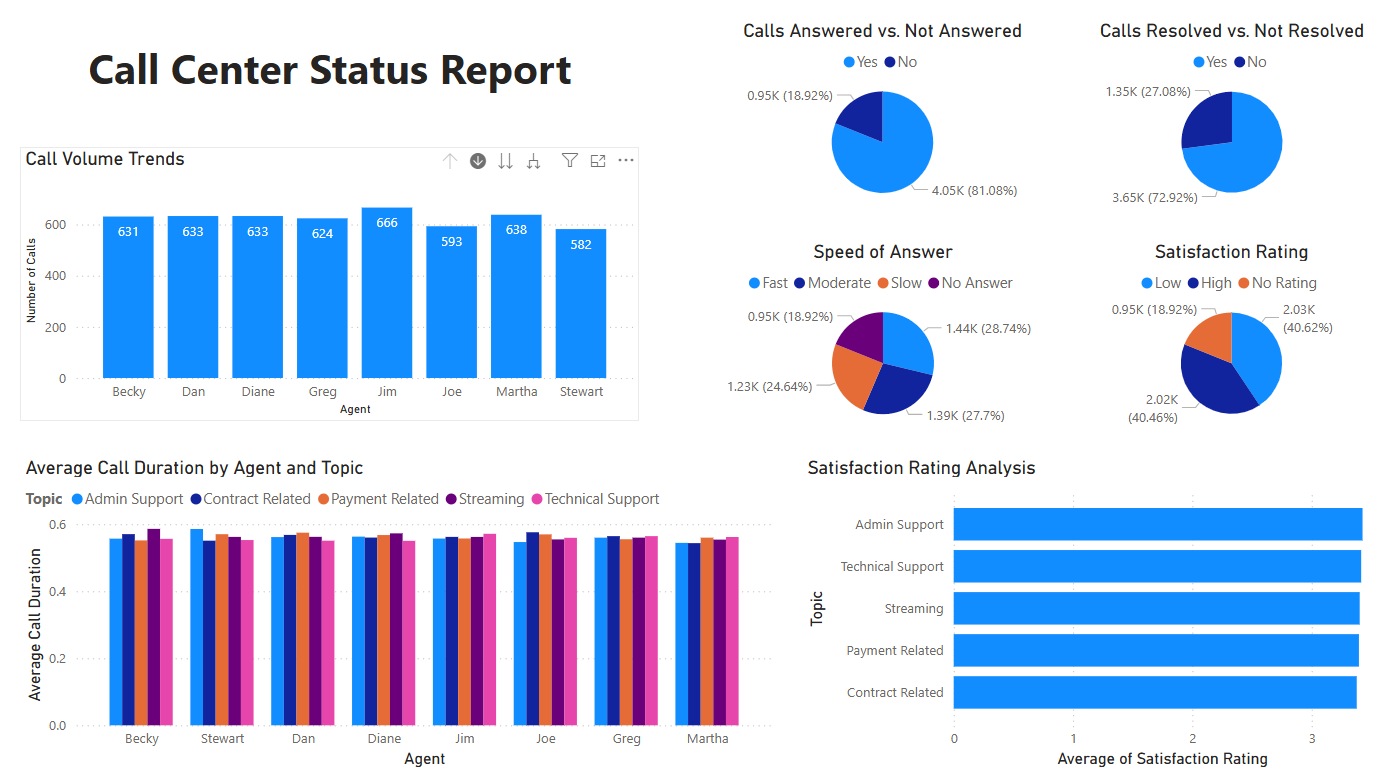 Call Center Status Report
Call Volume Trends
Number of Calls
600
400
200
0
631
633
633
624
666
593
638
582
Becky
Dan
Diane
Greg
Jim
Joe
Martha
Stewart
Agent
Calls Answered vs. Not Answered
Yes No
0.95K (18.92%)
4.05K (81.08%)
Calls Resolved vs. Not Resolved
Yes No
1.35K (27.08%)
3.65K (72.92%)
Speed of Answer
Fast Moderate Slow No Answer
0.95K (18.92%)
1.44K (28.74%)
1.23K (24.64%)
1.39K (27.7%)
Satisfaction Rating
Low High No Rating
0.95K (18.92%)
2.03K
(40.62%)
2.02K
(40.46%)
Average Call Duration by Agent and Topic
Topic Admin Support Contract Related Payment Related Streaming Technical Support
Average Call Duration
0.6
0.4
0.2
0.0
Becky
Stewart
Dan
Diane
Jim
Joe
Greg
Martha
Agent
Satisfaction Rating Analysis
Topic
Admin Support
Technical Support
Streaming
Payment Related
Contract Related
0
1
2
3
Average of Satisfaction Rating